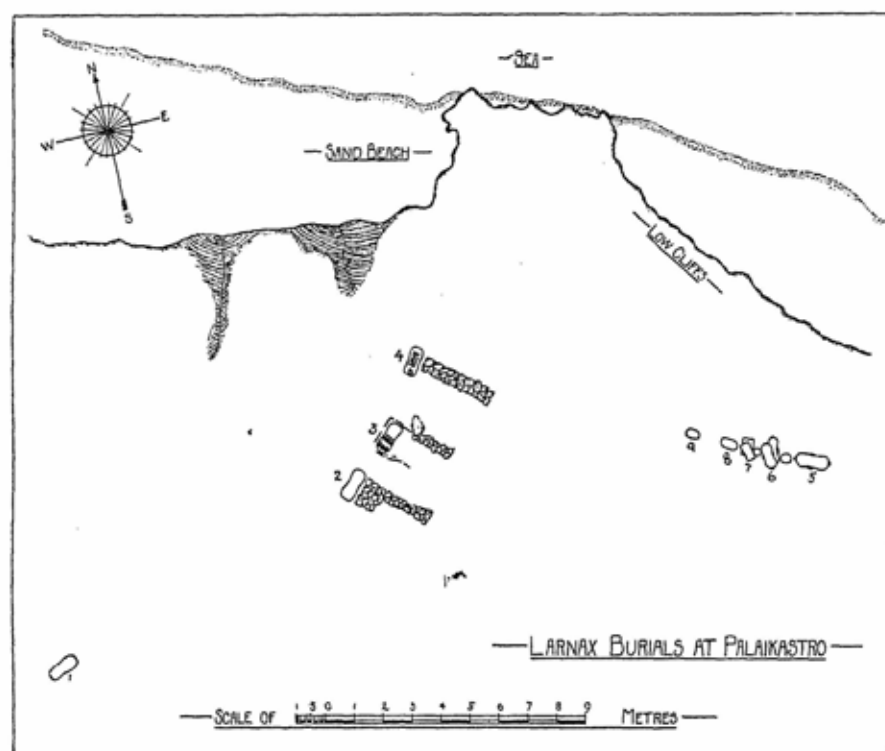 SEA
N
E
W
S
SAND BEACH
LOW CLIFFS
4
3
2
9
8
7
6
5
LARNAX BURIALS AT PALAIKASTRO
1
SCALE OF 1 .5 0 1 2 3 4 5 6 7 8 9 METRES